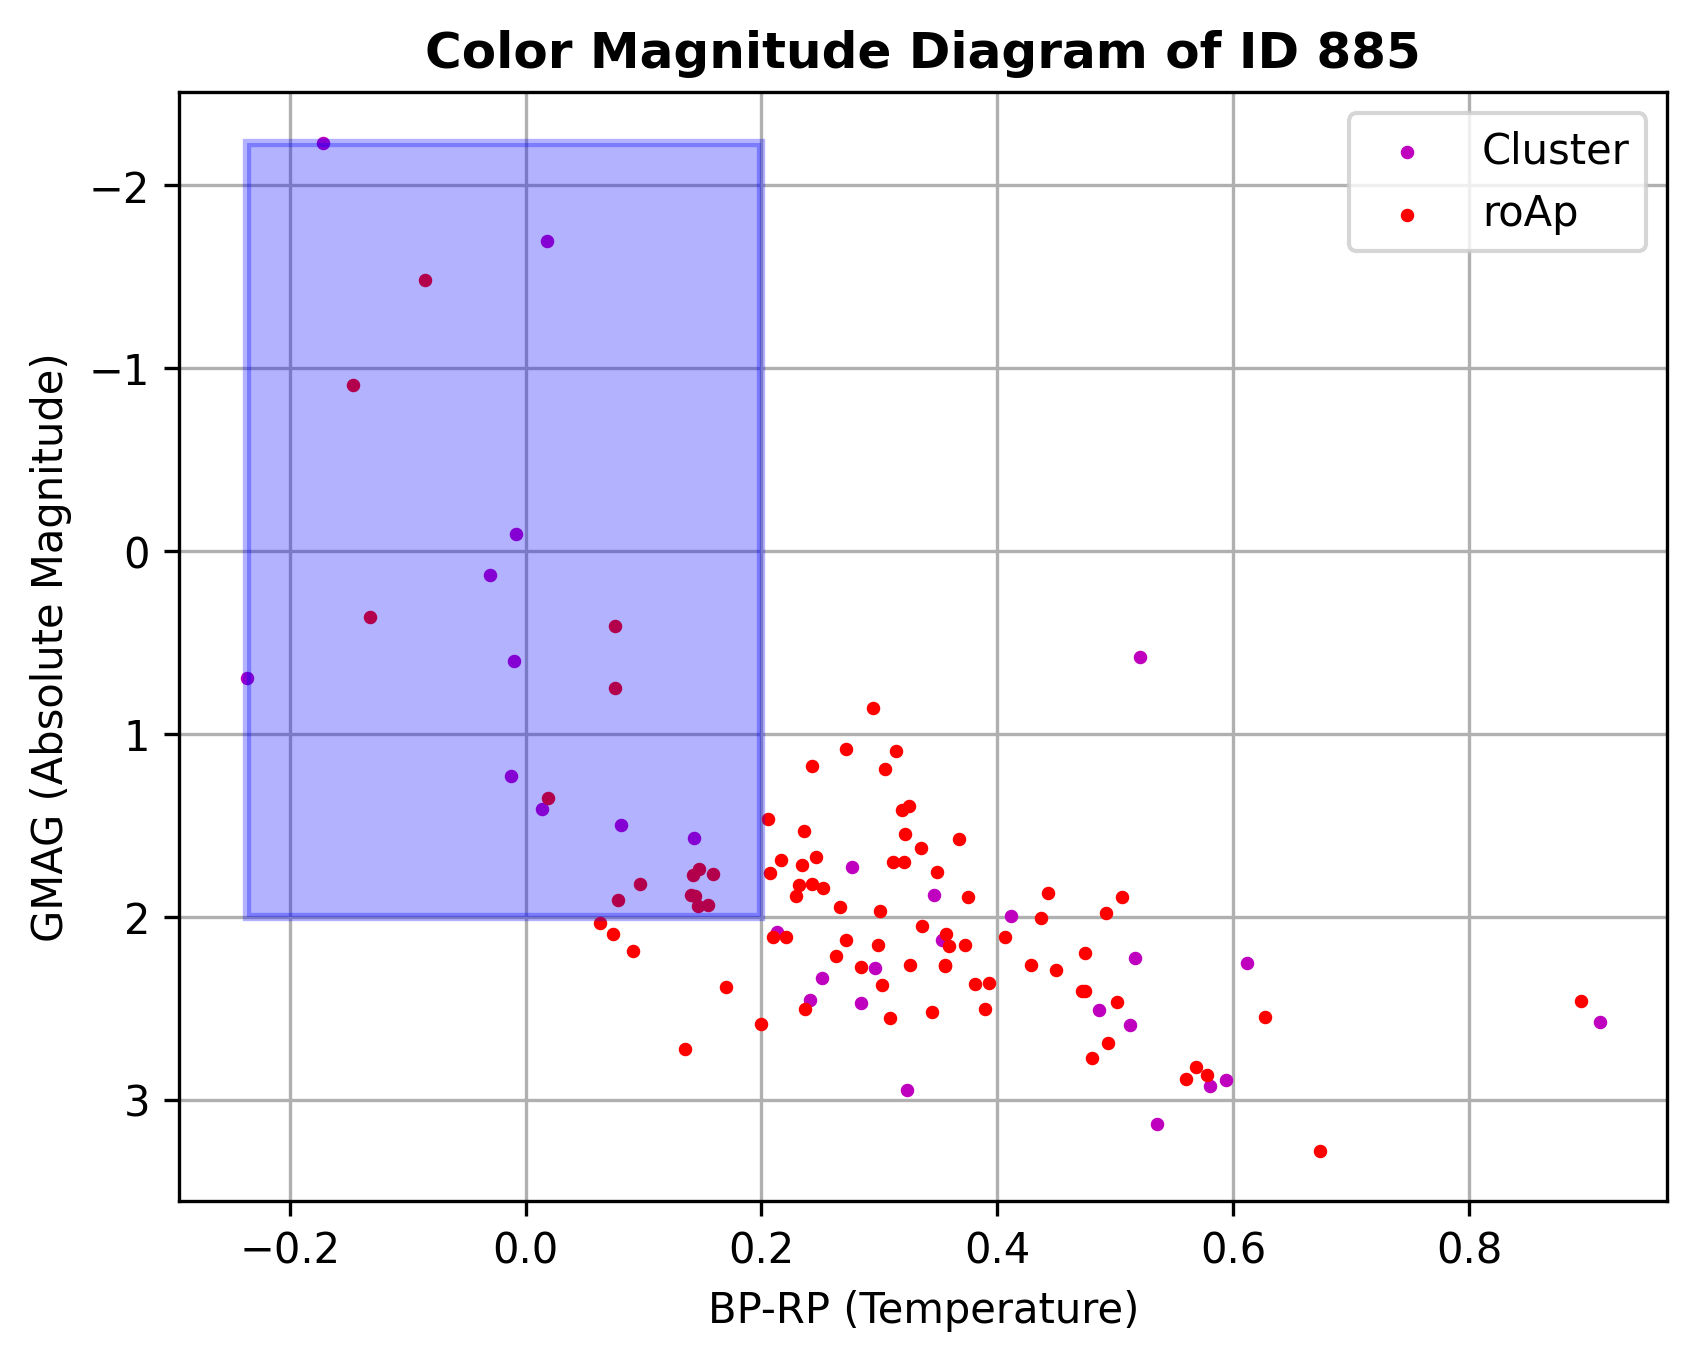 Color Magnitude Diagram of ID 885
Cluster
roAp
GMAG (Absolute Magnitude)
−2
−1
0
1
2
3
−0.2 0.0 0.2 0.4 0.6 0.8
BP-RP (Temperature)